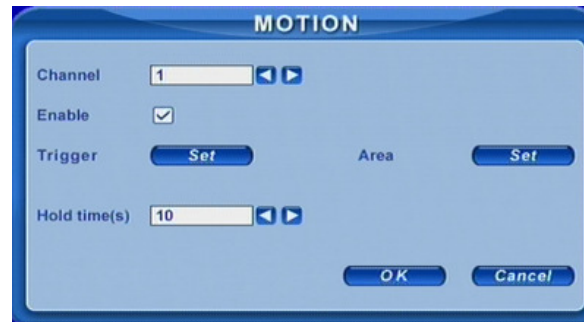 MOTION
Channel 1
Enable
Trigger Set Area Set
Hold time(s) 10
OK Cancel